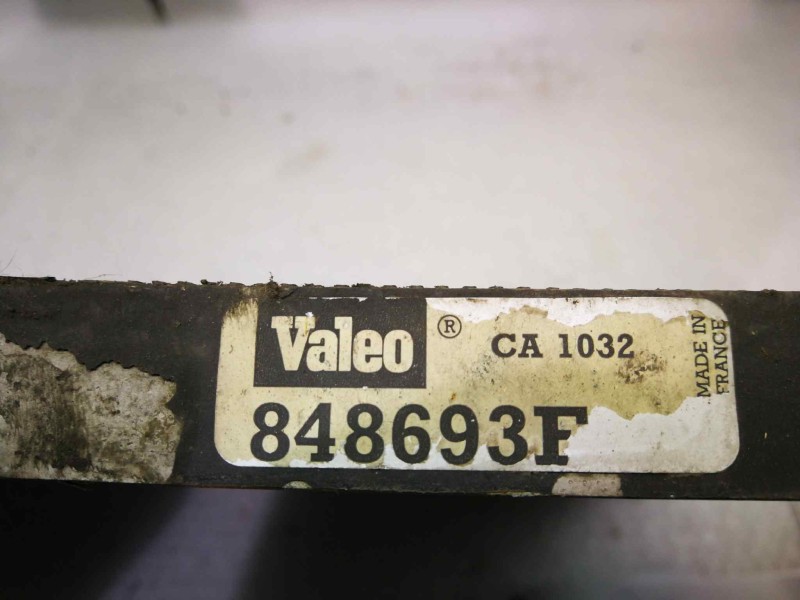 Valeo ® CA 1032
848693F
MADE IN
FRANCE